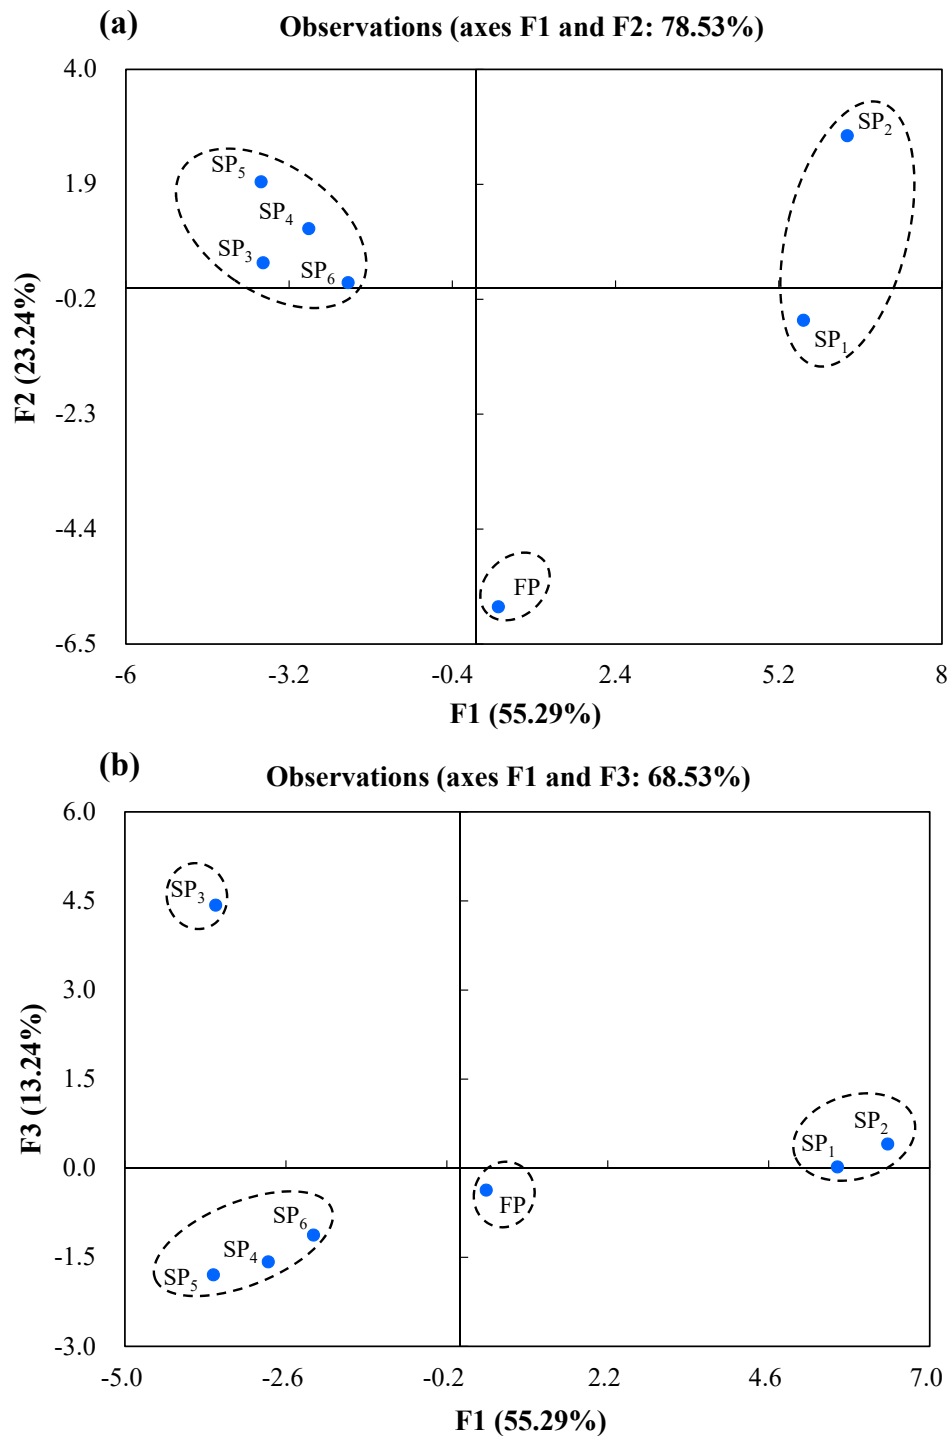 (a)
Observations (axes F1 and F2: 78.53%)
4.0
1.9
-0.2
-2.3
-4.4
-6.5
F2 (23.24%)
SP2
SP5
SP4
SP3
SP6
SP1
FP
-6 -3.2 -0.4 2.4 5.2 8
F1 (55.29%)
(b)
Observations (axes F1 and F3: 68.53%)
6.0
4.5
3.0
1.5
0.0
-1.5
-3.0
F3 (13.24%)
SP3
SP2
SP1
FP
SP6
SP4
SP5
-5.0 -2.6 -0.2 2.2 4.6 7.0
F1 (55.29%)